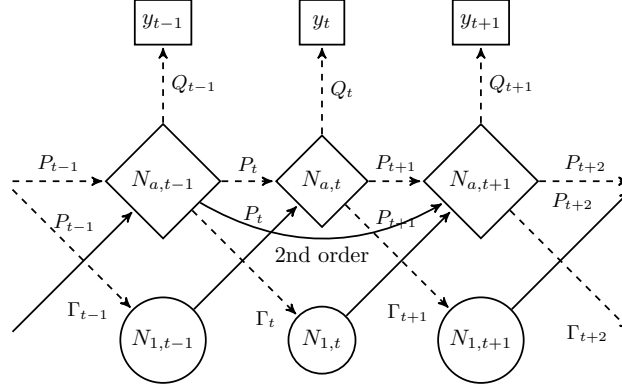 y_{t-1} y_t y_{t+1}
Q_{t-1} Q_t Q_{t+1}
P_{t-1} P_t P_{t+1} P_{t+2}
N_{a,t-1} N_{a,t} N_{a,t+1}
P_{t-1} P_t P_{t+1} P_{t+2}
2nd order
Γ_{t-1} Γ_t Γ_{t+1} Γ_{t+2}
N_{1,t-1} N_{1,t} N_{1,t+1}